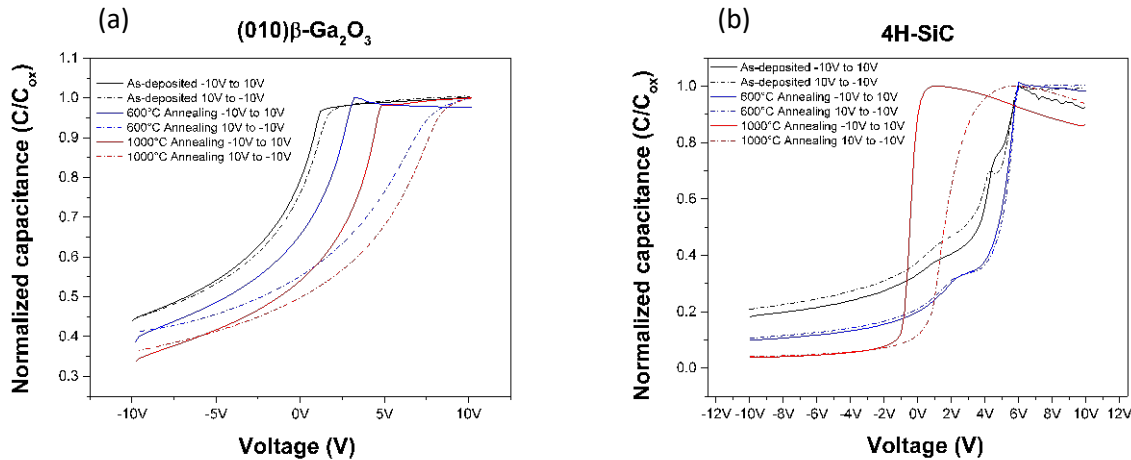 (a)
(010)β-Ga₂O₃
As-deposited -10V to 10V
As-deposited 10V to -10V
600°C Annealing -10V to 10V
600°C Annealing 10V to -10V
1000°C Annealing -10V to 10V
1000°C Annealing 10V to -10V
Normalized capacitance (C/Cₒₓ)
1.1
1.0
0.9
0.8
0.7
0.6
0.5
0.4
0.3
-10V
-5V
0V
5V
10V
Voltage (V)
(b)
4H-SiC
As-deposited -10V to 10V
As-deposited 10V to -10V
600°C Annealing -10V to 10V
600°C Annealing 10V to -10V
1000°C Annealing -10V to 10V
1000°C Annealing 10V to -10V
Normalized capacitance (C/Cₒₓ)
1.0
0.8
0.6
0.4
0.2
0.0
-12V
-10V
-8V
-6V
-4V
-2V
0V
2V
4V
6V
8V
10V
12V
Voltage (V)